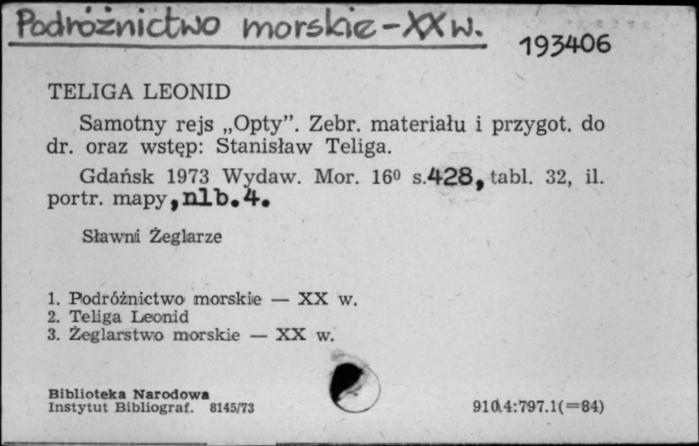 Podróżnictwo morskie - XX w.
193406
TELIGA LEONID
Samotny rejs „Opty”. Zebr. materiału i przygot. do
dr. oraz wstęp: Stanisław Teliga.
Gdańsk 1973 Wydaw. Mor. 16⁰ s.428, tabl. 32, il.
portr. mapy, nlb.4.
Sławni Żeglarze
1. Podróżnictwo morskie — XX w.
2. Teliga Leonid
3. Żeglarstwo morskie — XX w.
Biblioteka Narodowa
Instytut Bibliograf. 8145/73
910.4:797.1(=84)